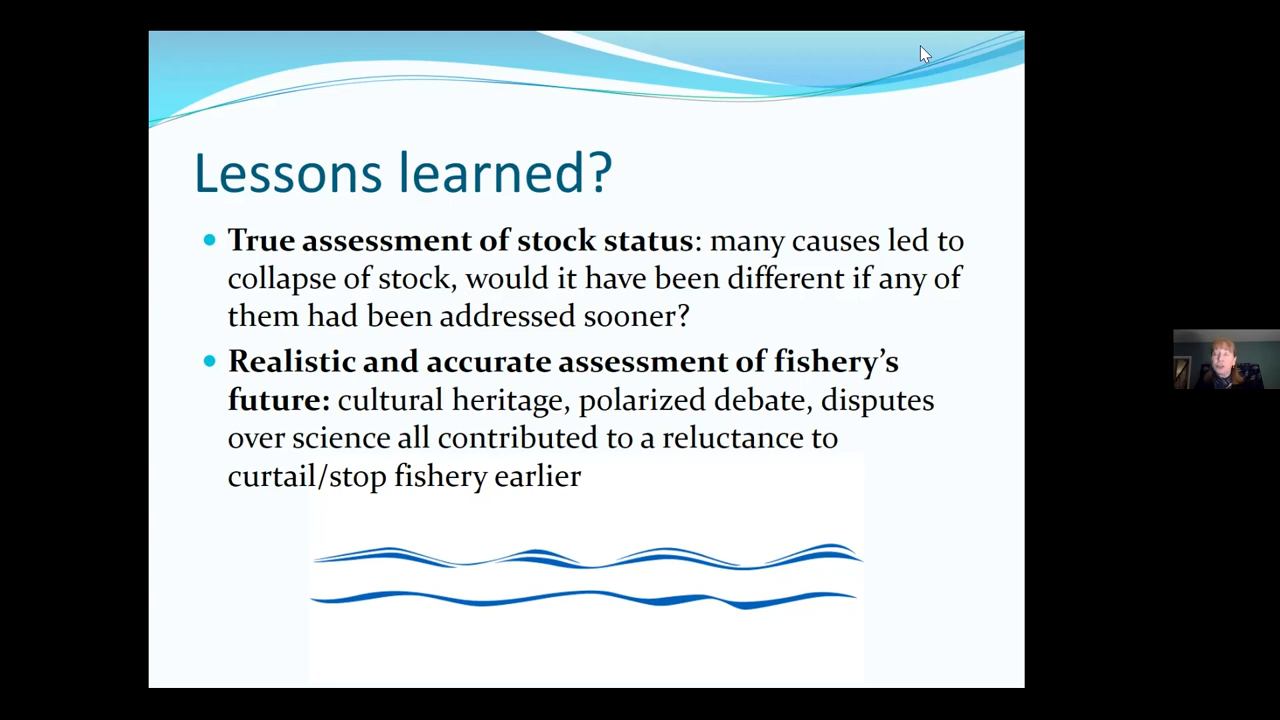 Lessons learned?
True assessment of stock status: many causes led to
collapse of stock, would it have been different if any of
them had been addressed sooner?
Realistic and accurate assessment of fishery’s
future: cultural heritage, polarized debate, disputes
over science all contributed to a reluctance to
curtail/stop fishery earlier